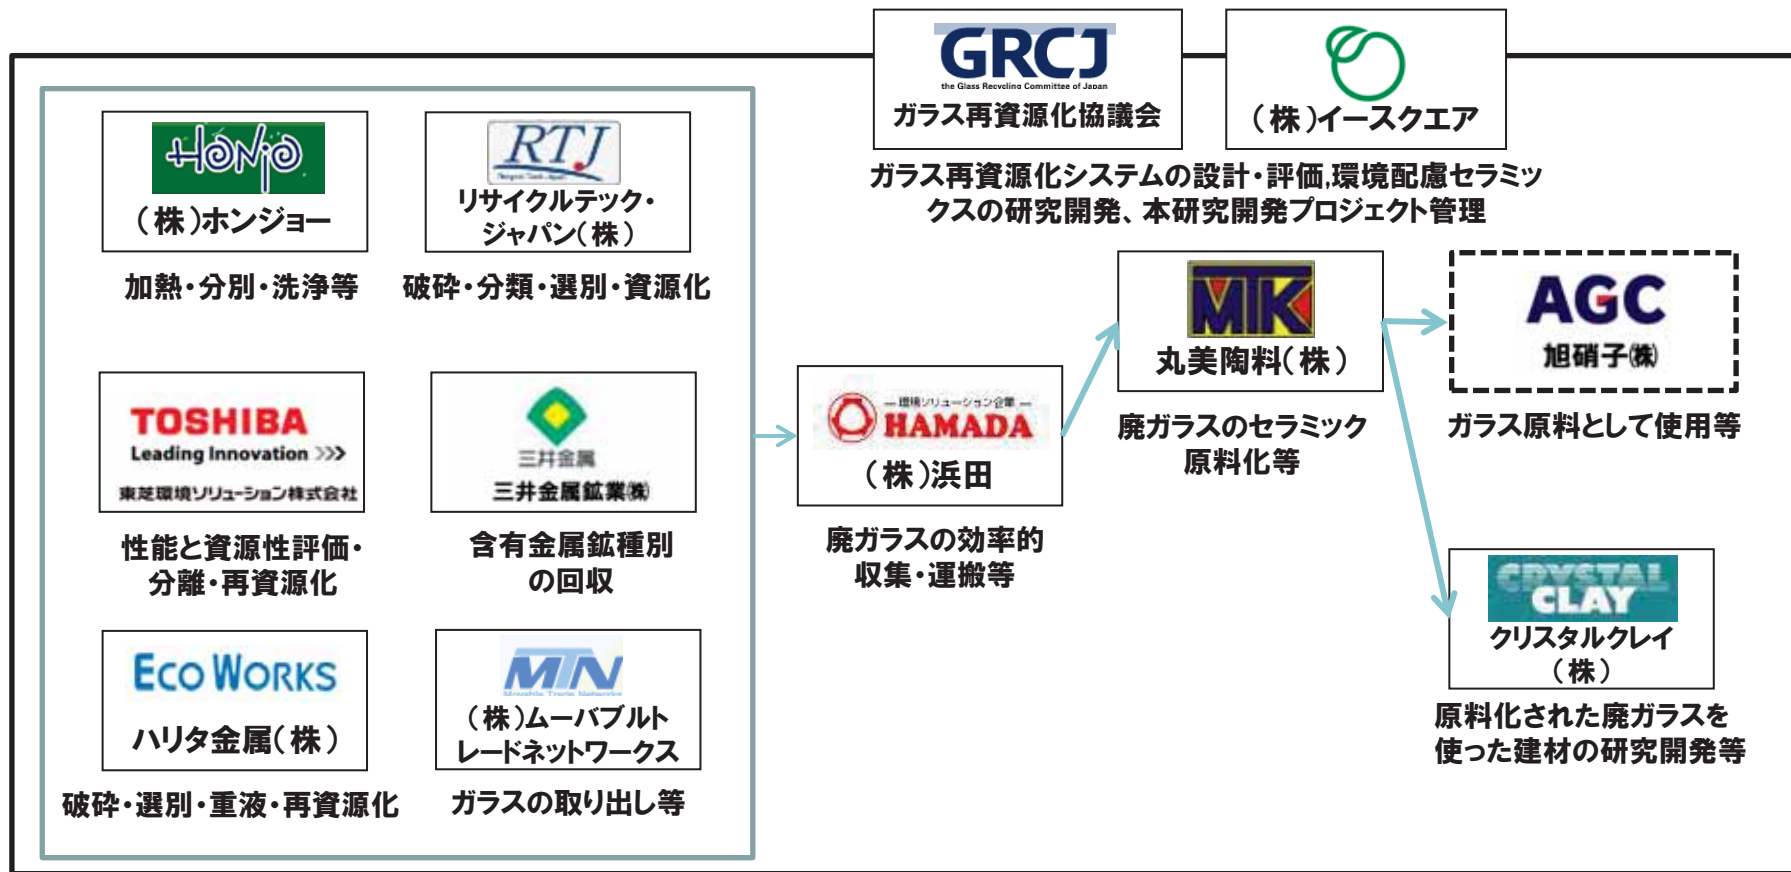 GRCJ
the Glass Recycling Committee of Japan
ガラス再資源化協議会
（株）イースクエア
ガラス再資源化システムの設計・評価,環境配慮セラミッ
クスの研究開発、本研究開発プロジェクト管理
HONJO
（株）ホンジョー
加熱・分別・洗浄等
RTJ
リサイクルテック・
ジャパン（株）
破砕・分類・選別・資源化
TOSHIBA
Leading Innovation >>>
東芝環境ソリューション株式会社
性能と資源性評価・
分離・再資源化
三井金属
三井金属鉱業㈱
含有金属鉱種別
の回収
ECO WORKS
ハリタ金属（株）
破砕・選別・重液・再資源化
MTN
Movable Trade Networks
（株）ムーバブルト
レードネットワークス
ガラスの取り出し等
― 環境ソリューション企業 ―
HAMADA
（株）浜田
廃ガラスの効率的
収集・運搬等
MTK
丸美陶料（株）
廃ガラスのセラミック
原料化等
AGC
旭硝子㈱
ガラス原料として使用等
CRYSTAL
CLAY
クリスタルクレイ
（株）
原料化された廃ガラスを
使った建材の研究開発等